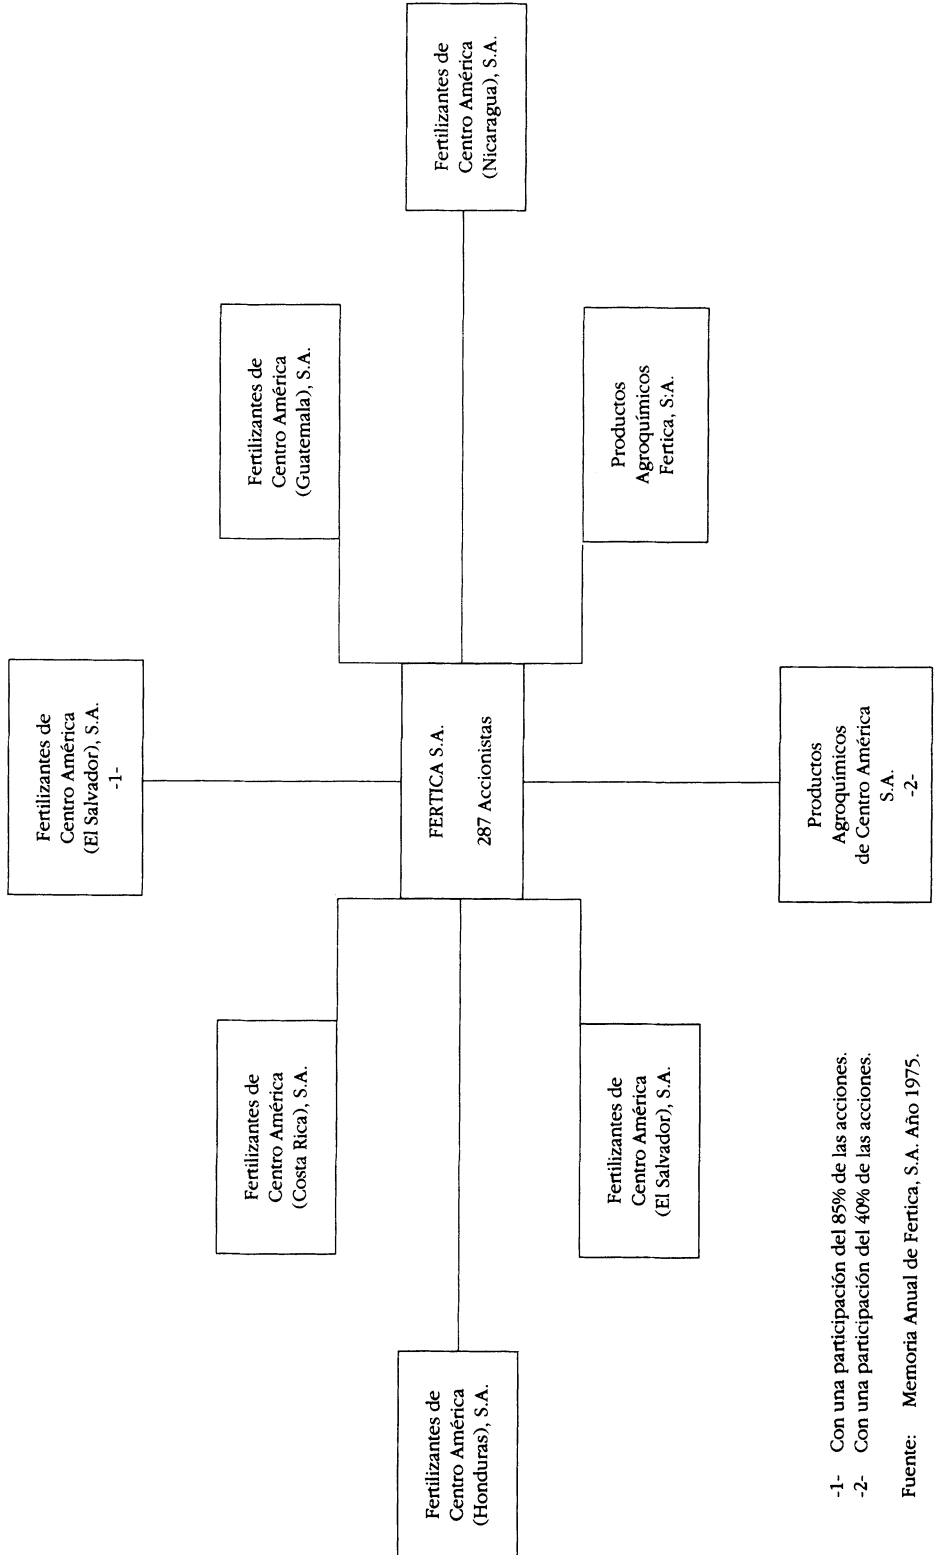 Fertilizantes de
Centro América
(El Salvador), S.A.
-1-
Fertilizantes de
Centro América
(Costa Rica), S.A.
Fertilizantes de
Centro América
(Guatemala), S.A.
Fertilizantes de
Centro América
(Honduras), S.A.
FERTICA S.A.
287 Accionistas
Fertilizantes de
Centro América
(Nicaragua), S.A.
Fertilizantes de
Centro América
(El Salvador), S.A.
Productos
Agroquímicos
Fertica, S:A.
Productos
Agroquímicos
de Centro América
S.A.
-2-
-1- Con una participación del 85% de las acciones.
-2- Con una participación del 40% de las acciones.
Fuente: Memoria Anual de Fertica, S.A. Año 1975.